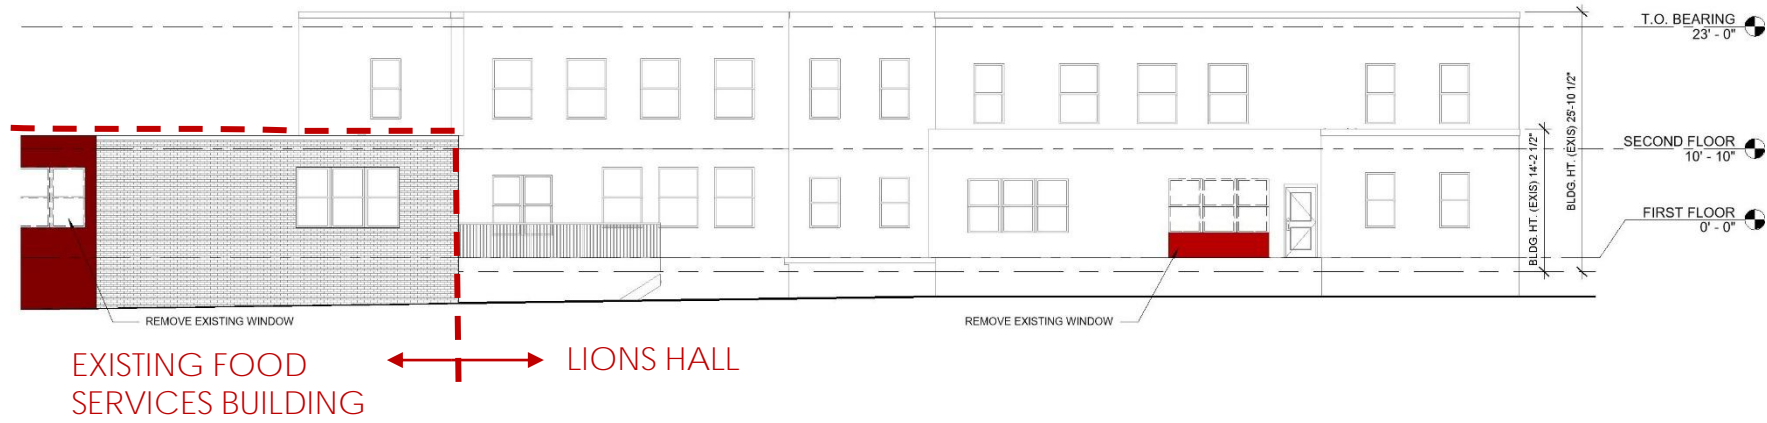 T.O. BEARING
23' - 0"
BLDG. HT. (EXIS) 25'-10 1/2"
SECOND FLOOR
10' - 10"
BLDG. HT. (EXIS) 14'-2 1/2"
FIRST FLOOR
0' - 0"
REMOVE EXISTING WINDOW
REMOVE EXISTING WINDOW
EXISTING FOOD
SERVICES BUILDING
LIONS HALL